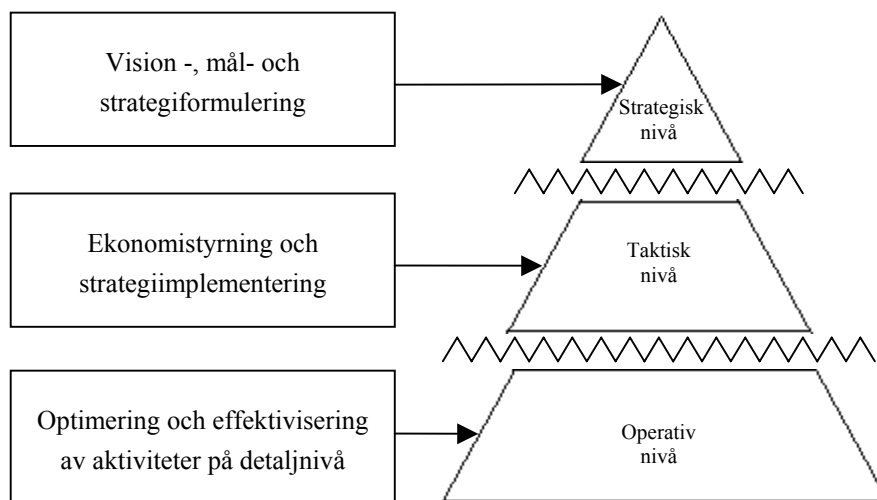 Vision -, mål- och
strategiformulering
Strategisk
nivå
Ekonomistyrning och
strategiimplementering
Taktisk
nivå
Optimering och effektivisering
av aktiviteter på detaljnivå
Operativ
nivå